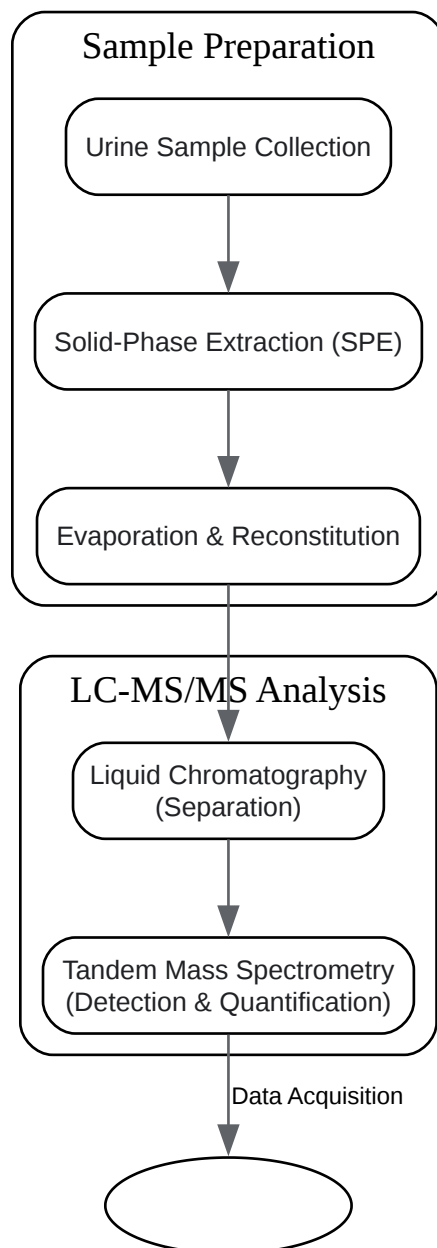 Sample Preparation
Urine Sample Collection
Solid-Phase Extraction (SPE)
Evaporation & Reconstitution
LC-MS/MS Analysis
Liquid Chromatography
(Separation)
Tandem Mass Spectrometry
(Detection & Quantification)
Data Acquisition